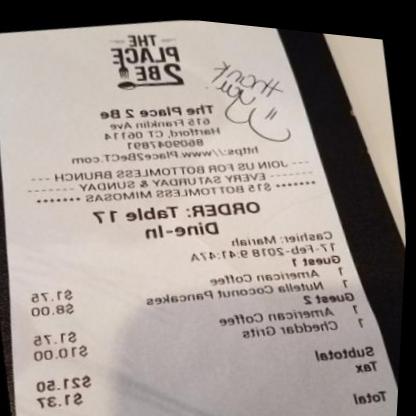 THE
PLACE
2 BE
Thank
The Place 2 Be
615 Franklin Ave
Hartford, CT 06114
8609047891
https://www.Place2BeCT.com
JOIN US FOR BOTTOMLESS BRUNCH
EVERY SATURDAY & SUNDAY
$15 BOTTOMLESS MIMOSAS
ORDER: Table 17
Dine-In
Cashier: Mariah
17-Feb-2018 9:41:47A
Guest 1
1 American Coffee $1.75
1 Nutella Coconut Pancakes $8.00
Guest 2
1 American Coffee $1.75
1 Cheddar Grits $10.00
Subtotal $21.50
Tax $1.37
Total